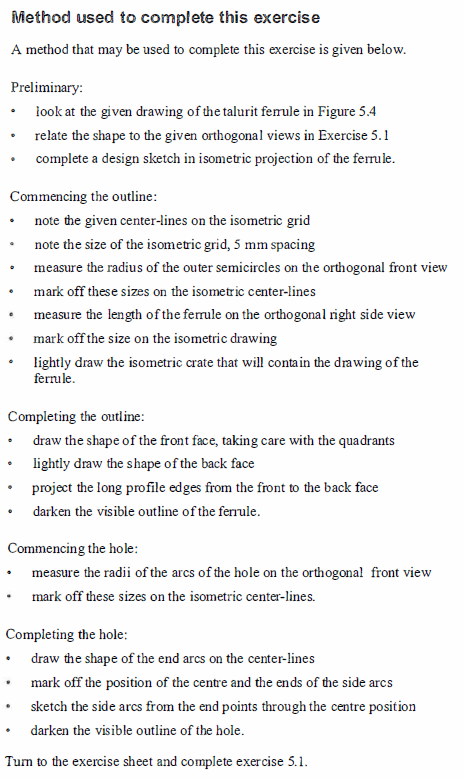 Method used to complete this exercise
A method that may be used to complete this exercise is given below.
Preliminary:
• look at the given drawing of the talurit ferrule in Figure 5.4
• relate the shape to the given orthogonal views in Exercise 5.1
• complete a design sketch in isometric projection of the ferrule.
Commencing the outline:
• note the given center-lines on the isometric grid
• note the size of the isometric grid, 5 mm spacing
• measure the radius of the outer semicircles on the orthogonal front view
• mark off these sizes on the isometric center-lines
• measure the length of the ferrule on the orthogonal right side view
• mark off the size on the isometric drawing
• lightly draw the isometric crate that will contain the drawing of the
ferrule.
Completing the outline:
• draw the shape of the front face, taking care with the quadrants
• lightly draw the shape of the back face
• project the long profile edges from the front to the back face
• darken the visible outline of the ferrule.
Commencing the hole:
• measure the radii of the arcs of the hole on the orthogonal front view
• mark off these sizes on the isometric center-lines.
Completing the hole:
• draw the shape of the end arcs on the center-lines
• mark off the position of the centre and the ends of the side arcs
• sketch the side arcs from the end points through the centre position
• darken the visible outline of the hole.
Turn to the exercise sheet and complete exercise 5.1.